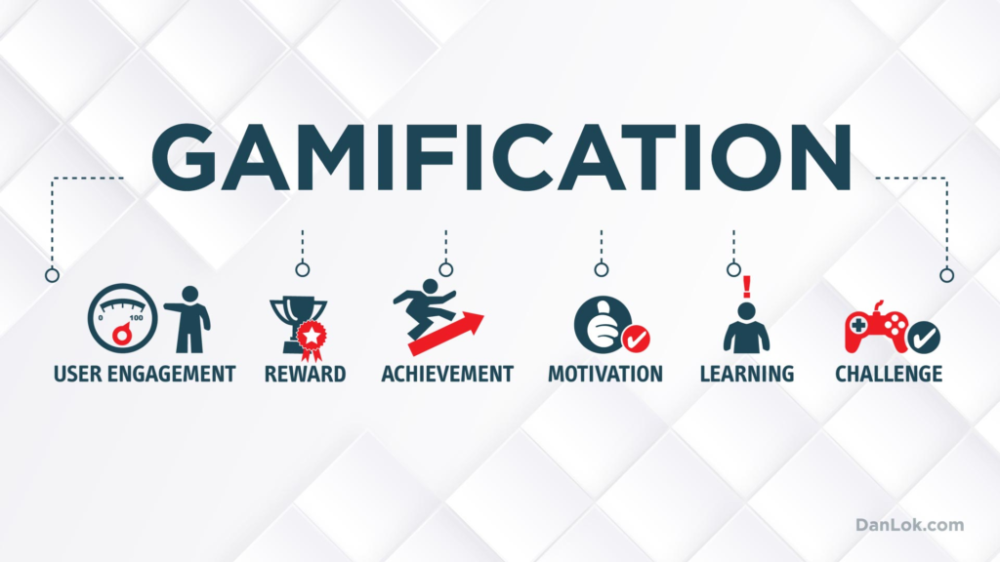 GAMIFICATION
0 100
USER ENGAGEMENT
REWARD
ACHIEVEMENT
MOTIVATION
LEARNING
CHALLENGE
DanLok.com